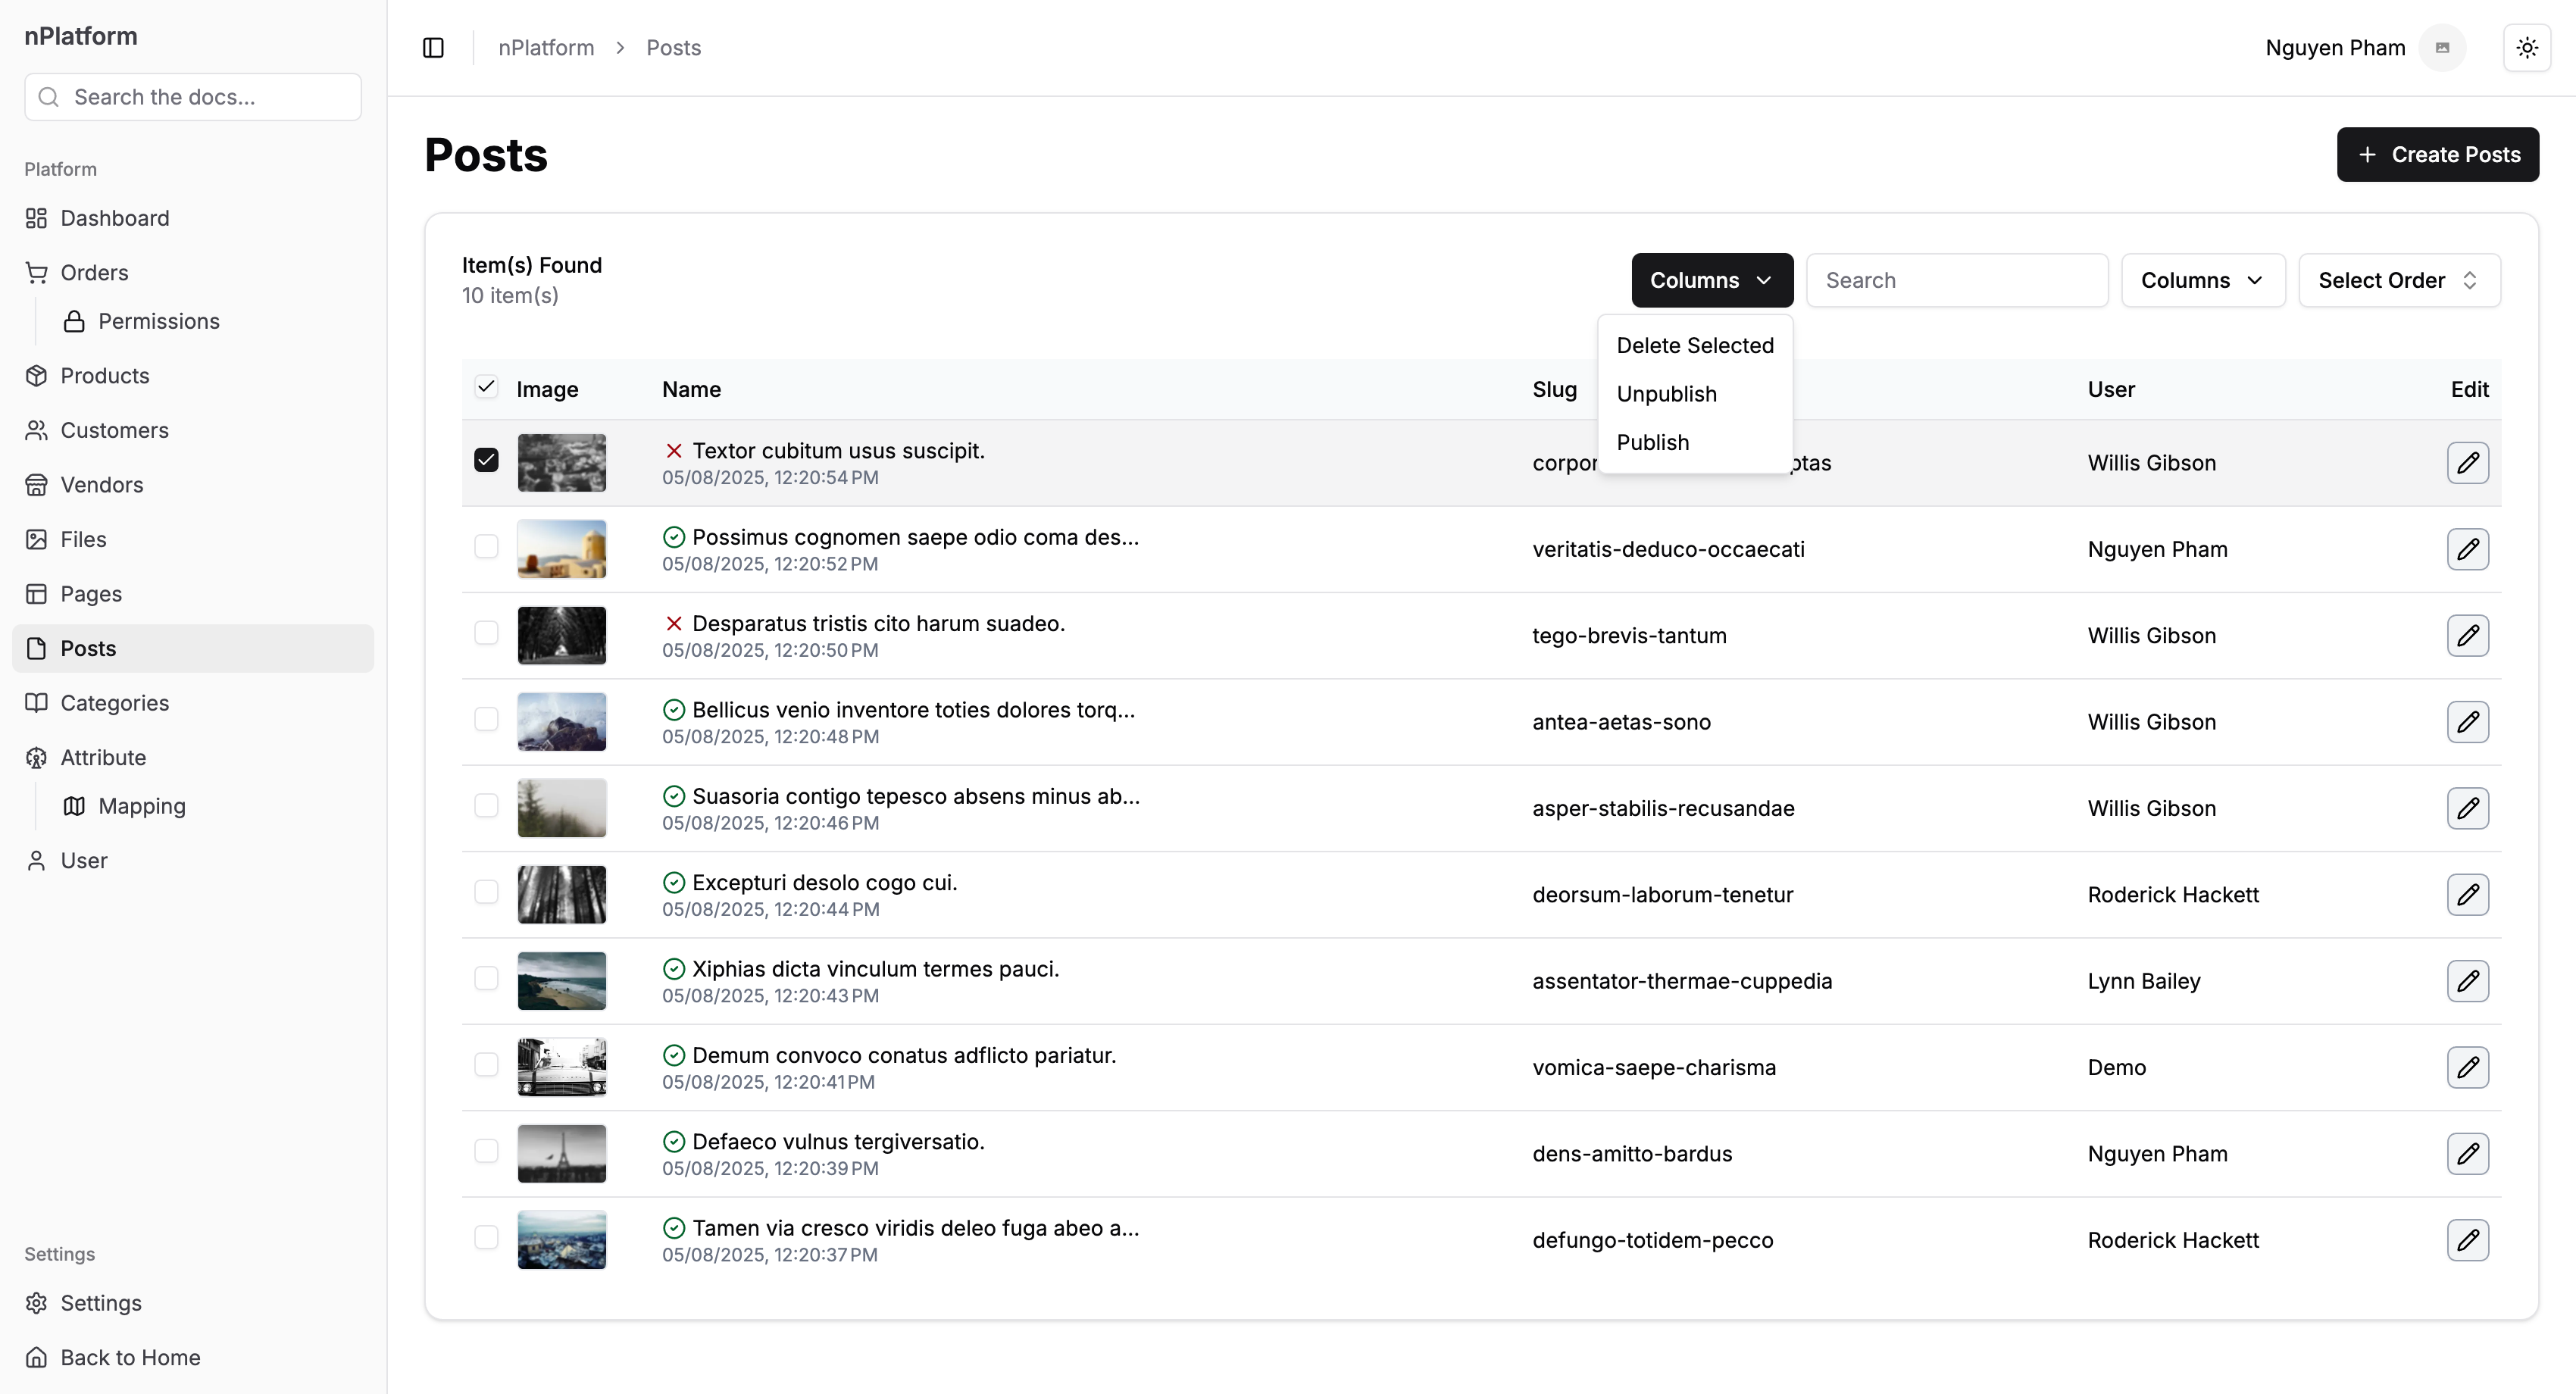 nPlatform
Search the docs...
Platform
Dashboard
Orders
Permissions
Products
Customers
Vendors
Files
Pages
Posts
Categories
Attribute
Mapping
User
Settings
Settings
Back to Home
nPlatform > Posts
Nguyen Pham
Posts
Create Posts
Item(s) Found
10 item(s)
Columns
Search
Columns
Select Order
Delete Selected
Unpublish
Publish
Image Name Slug User Edit
Textor cubitum usus suscipit.
05/08/2025, 12:20:54 PM
Willis Gibson
Possimus cognomen saepe odio coma des...
05/08/2025, 12:20:52 PM
veritatis-deduco-occaecati
Nguyen Pham
Desparatus tristis cito harum suadeo.
05/08/2025, 12:20:50 PM
tego-brevis-tantum
Willis Gibson
Bellicus venio inventore toties dolores torq...
05/08/2025, 12:20:48 PM
antea-aetas-sono
Willis Gibson
Suasoria contigo tepesco absens minus ab...
05/08/2025, 12:20:46 PM
asper-stabilis-recusandae
Willis Gibson
Excepturi desolo cogo cui.
05/08/2025, 12:20:44 PM
deorsum-laborum-tenetur
Roderick Hackett
Xiphias dicta vinculum termes pauci.
05/08/2025, 12:20:43 PM
assentator-thermae-cuppedia
Lynn Bailey
Demum convoco conatus adflicto pariatur.
05/08/2025, 12:20:41 PM
vomica-saepe-charisma
Demo
Defaeco vulnus tergiversatio.
05/08/2025, 12:20:39 PM
dens-amitto-bardus
Nguyen Pham
Tamen via cresco viridis deleo fuga abeo a...
05/08/2025, 12:20:37 PM
defungo-totidem-pecco
Roderick Hackett